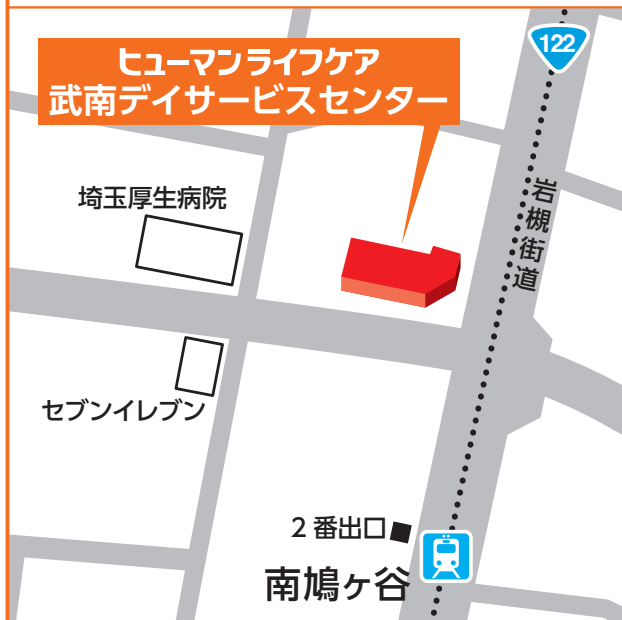 122
ヒューマンライフケア
武南デイサービスセンター
埼玉厚生病院
岩槻街道
セブンイレブン
2番出口
南鳩ヶ谷